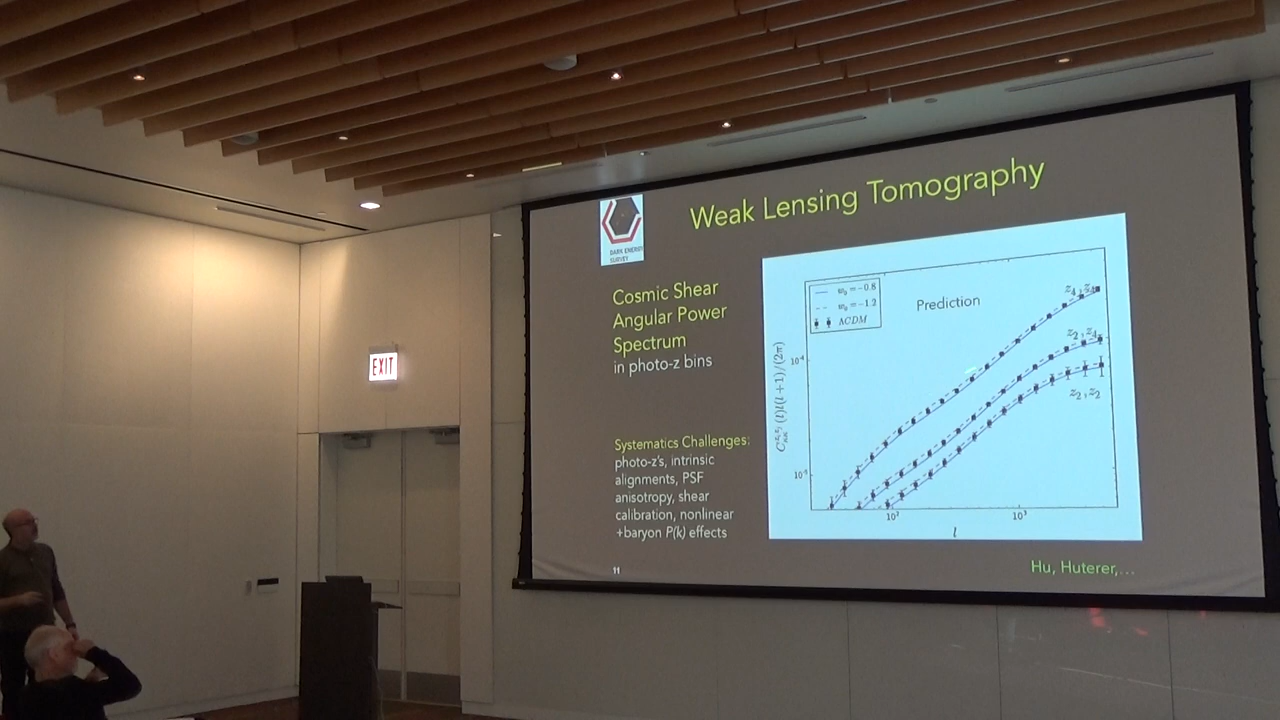 Weak Lensing Tomography
DARK ENERGY
SURVEY
Cosmic Shear
Angular Power
Spectrum
in photo-z bins
Systematics Challenges:
photo-z's, intrinsic
alignments, PSF
anisotropy, shear
calibration, nonlinear
+baryon P(k) effects
11
w₀ = −0.8
w₀ = −1.2
ΛCDM
Prediction
z₄, z₄
z₂, z₄
z₂, z₂
10⁻⁴
10⁻⁵
10²
10³
l
Hu, Huterer,...
EXIT